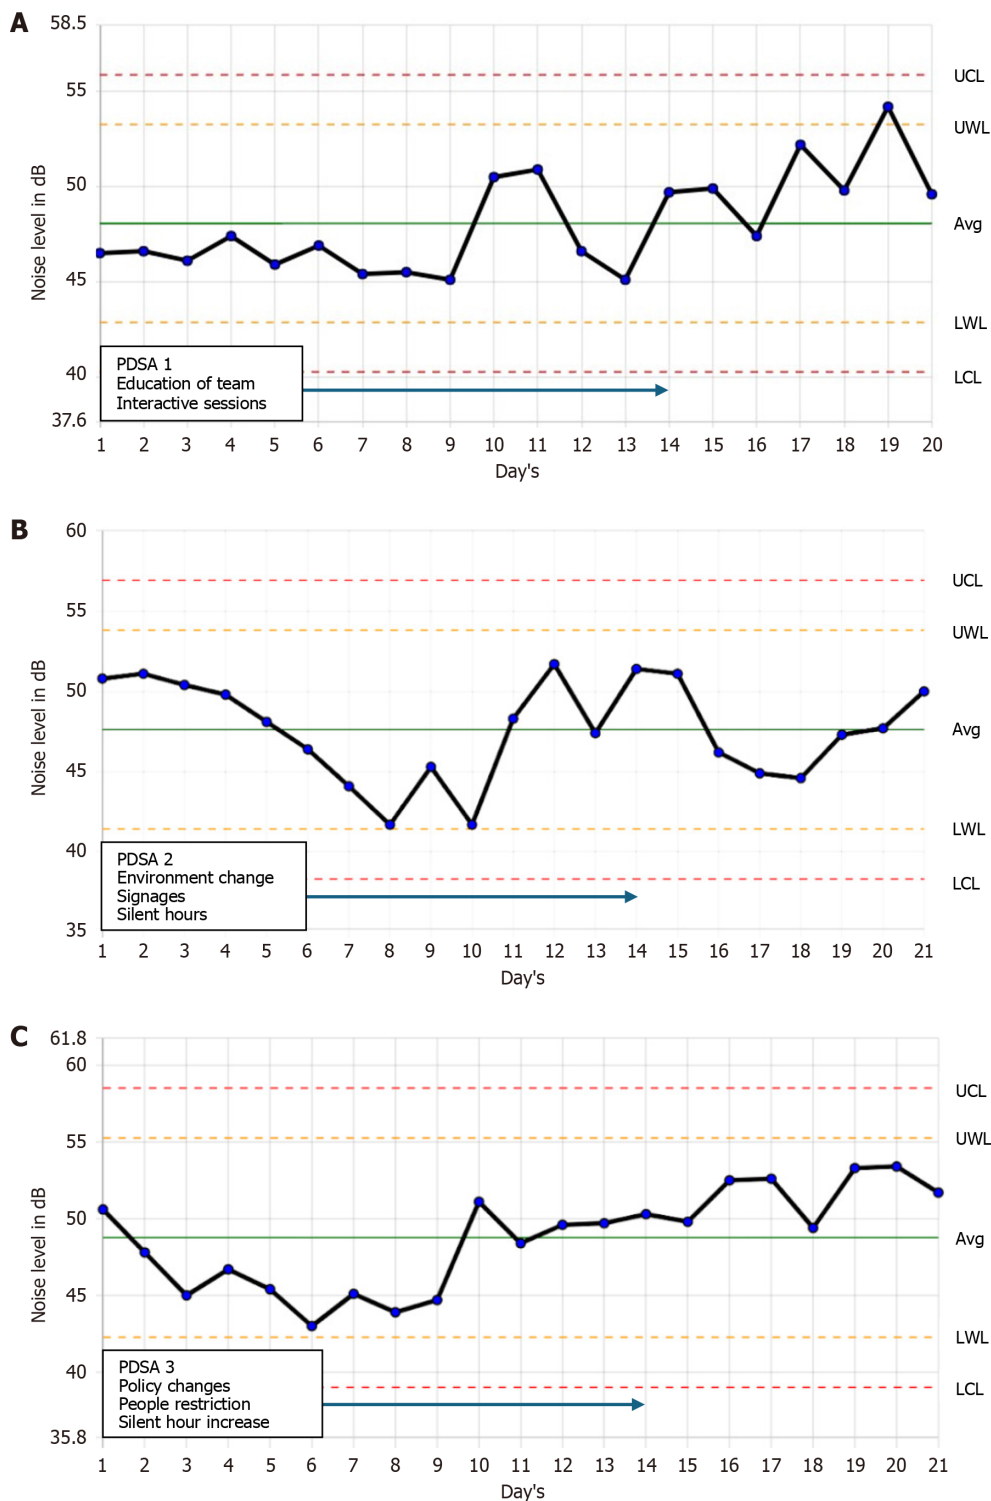 A
58.5
55
50
45
40
37.6
Noise level in dB
UCL
UWL
Avg
LWL
LCL
PDSA 1
Education of team
Interactive sessions
1 2 3 4 5 6 7 8 9 10 11 12 13 14 15 16 17 18 19 20
Day's
B
60
55
50
45
40
35
Noise level in dB
UCL
UWL
Avg
LWL
LCL
PDSA 2
Environment change
Signages
Silent hours
1 2 3 4 5 6 7 8 9 10 11 12 13 14 15 16 17 18 19 20 21
Day's
C
61.8
60
55
50
45
40
35.8
Noise level in dB
UCL
UWL
Avg
LWL
LCL
PDSA 3
Policy changes
People restriction
Silent hour increase
1 2 3 4 5 6 7 8 9 10 11 12 13 14 15 16 17 18 19 20 21
Day's